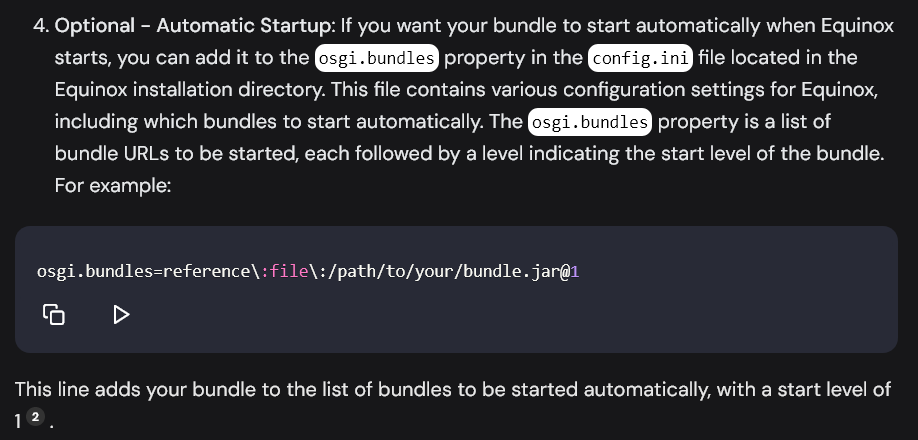 4. Optional - Automatic Startup: If you want your bundle to start automatically when Equinox
starts, you can add it to the osgi.bundles property in the config.ini file located in the
Equinox installation directory. This file contains various configuration settings for Equinox,
including which bundles to start automatically. The osgi.bundles property is a list of
bundle URLs to be started, each followed by a level indicating the start level of the bundle.
For example:
osgi.bundles=reference\:file\:/path/to/your/bundle.jar@1
This line adds your bundle to the list of bundles to be started automatically, with a start level of
1 2 .